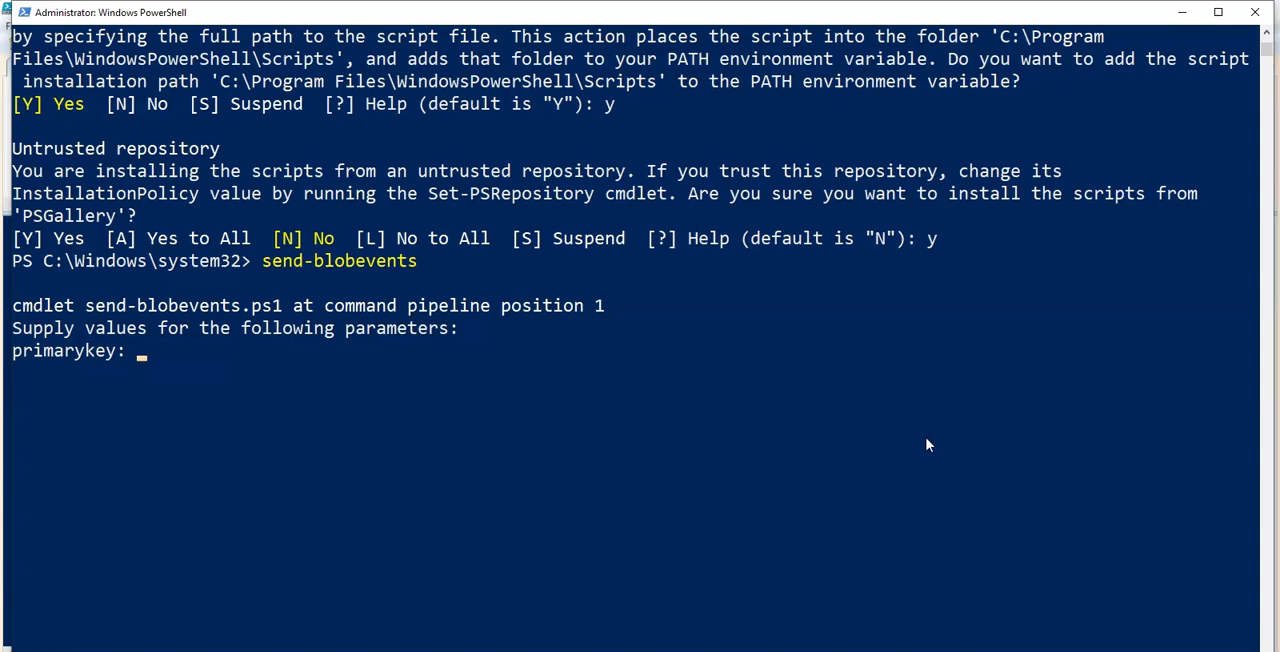 Administrator: Windows PowerShell
by specifying the full path to the script file. This action places the script into the folder 'C:\Program
Files\WindowsPowerShell\Scripts', and adds that folder to your PATH environment variable. Do you want to add the script
 installation path 'C:\Program Files\WindowsPowerShell\Scripts' to the PATH environment variable?
[Y] Yes  [N] No  [S] Suspend  [?] Help (default is "Y"): y
Untrusted repository
You are installing the scripts from an untrusted repository. If you trust this repository, change its
InstallationPolicy value by running the Set-PSRepository cmdlet. Are you sure you want to install the scripts from
'PSGallery'?
[Y] Yes  [A] Yes to All  [N] No  [L] No to All  [S] Suspend  [?] Help (default is "N"): y
PS C:\Windows\system32> send-blobevents
cmdlet send-blobevents.ps1 at command pipeline position 1
Supply values for the following parameters:
primarykey: